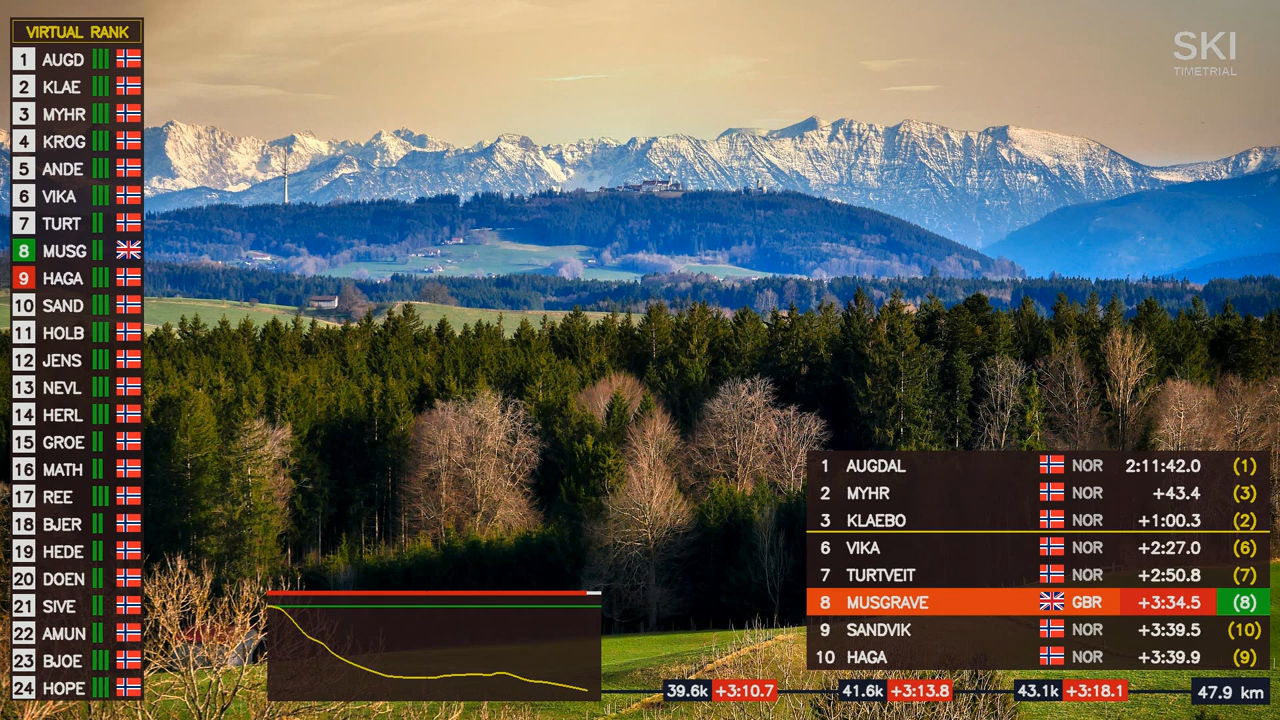 VIRTUAL RANK
1 AUGD
2 KLAE
3 MYHR
4 KROG
5 ANDE
6 VIKA
7 TURT
8 MUSG
9 HAGA
10 SAND
11 HOLB
12 JENS
13 NEVL
14 HERL
15 GROE
16 MATH
17 REE
18 BJER
19 HEDE
20 DOEN
21 SIVE
22 AMUN
23 BJOE
24 HOPE
SKI
TIMETRIAL
1 AUGDAL NOR 2:11:42.0 (1)
2 MYHR NOR +43.4 (3)
3 KLAEBO NOR +1:00.3 (2)
6 VIKA NOR +2:27.0 (6)
7 TURTVEIT NOR +2:50.8 (7)
8 MUSGRAVE GBR +3:34.5 (8)
9 SANDVIK NOR +3:39.5 (10)
10 HAGA NOR +3:39.9 (9)
39.6k +3:10.7 41.6k +3:13.8 43.1k +3:18.1 47.9 km